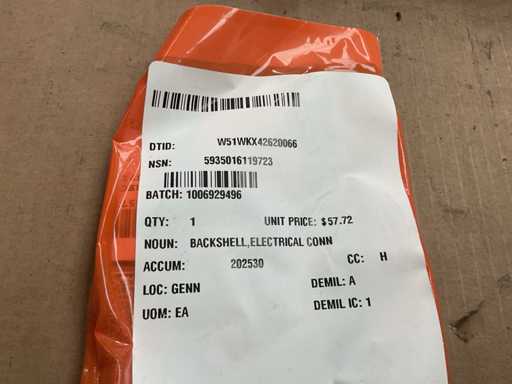 DTID: W51WKX42620066
NSN: 5935016119723
BATCH: 1006929496
QTY: 1 UNIT PRICE: $57.72
NOUN: BACKSHELL,ELECTRICAL CONN
ACCUM: 202530 CC: H
LOC: GENN DEMIL: A
UOM: EA DEMIL IC: 1